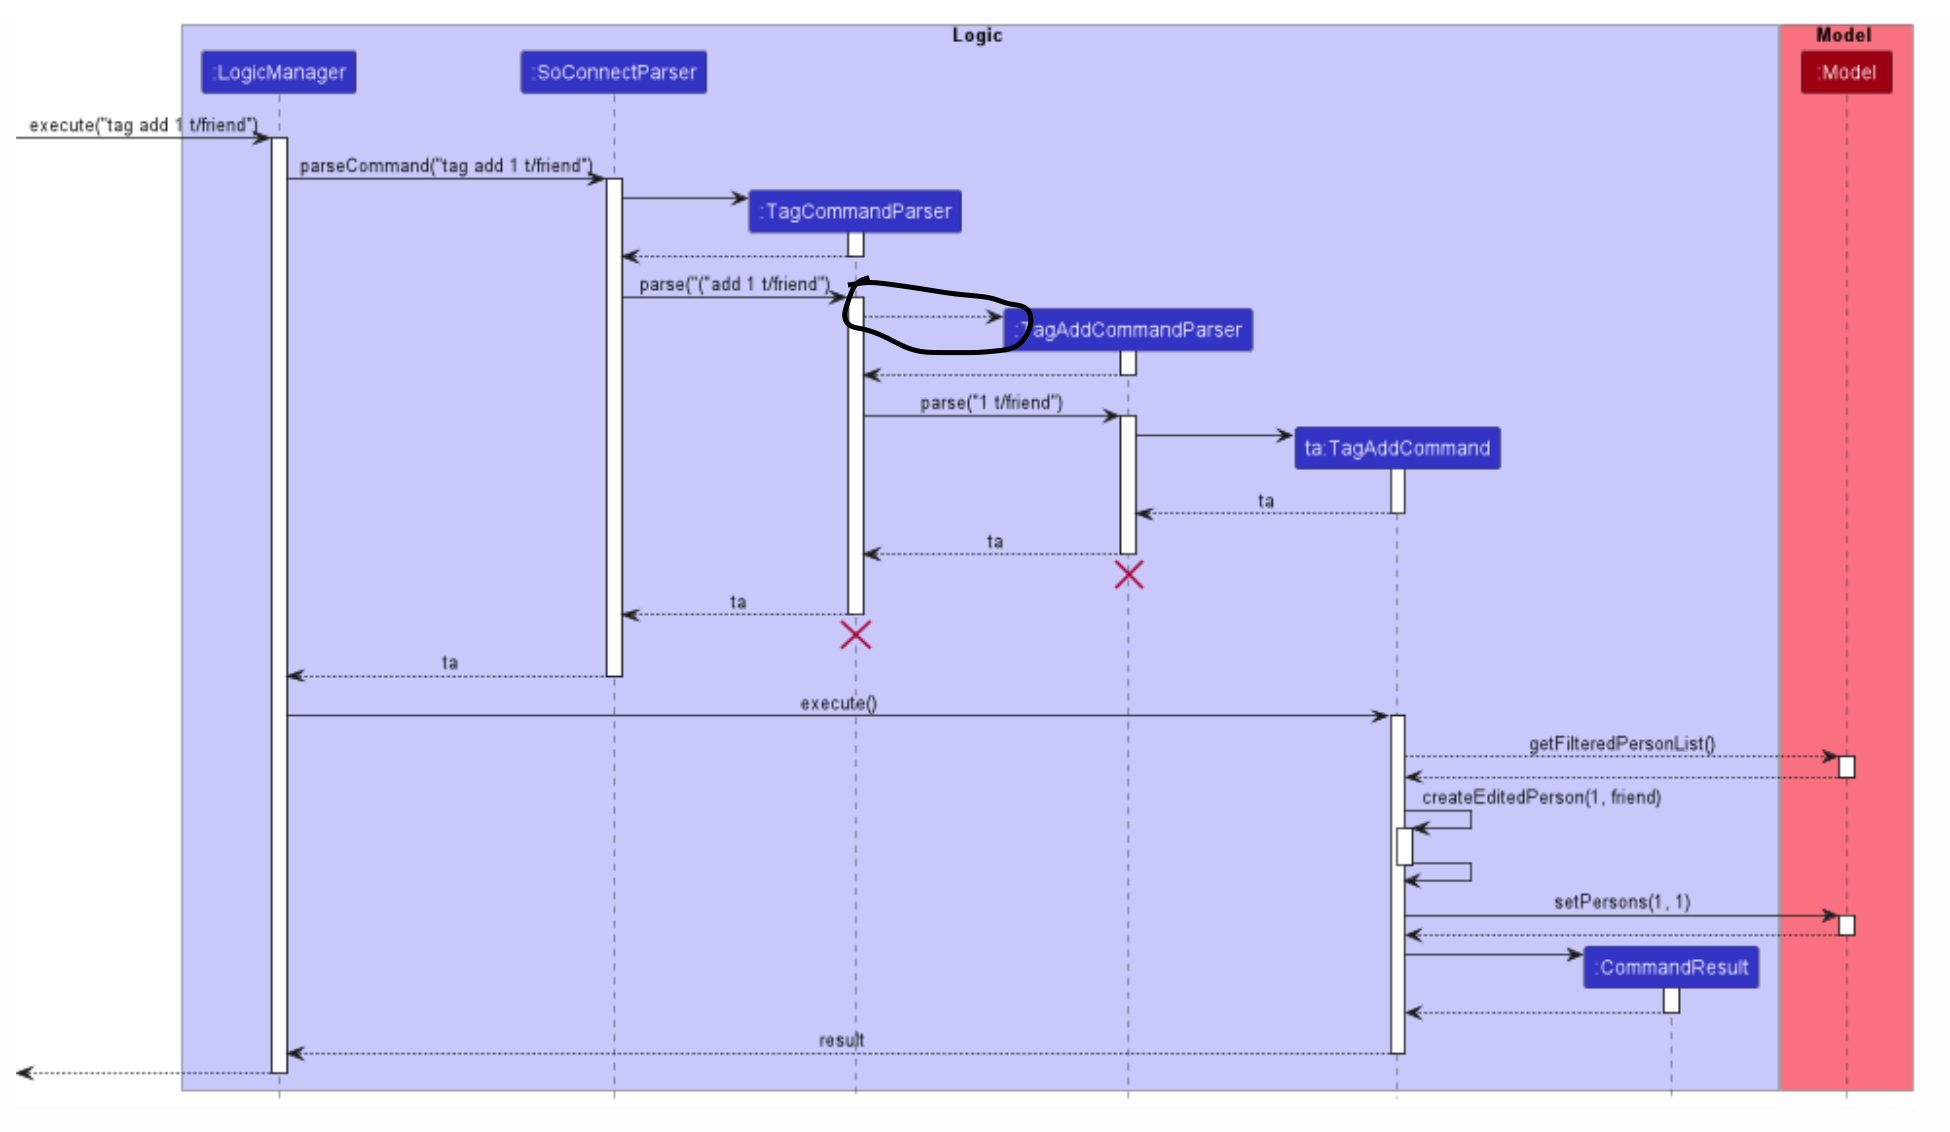 Logic
Model
:LogicManager
:SoConnectParser
:Model
execute("tag add 1 t/friend")
parseCommand("tag add 1 t/friend")
:TagCommandParser
parse("("add 1 t/friend")
:TagAddCommandParser
parse("1 t/friend")
ta:TagAddCommand
ta
ta
ta
ta
execute()
getFilteredPersonList()
createEditedPerson(1, friend)
setPersons(1, 1)
:CommandResult
result